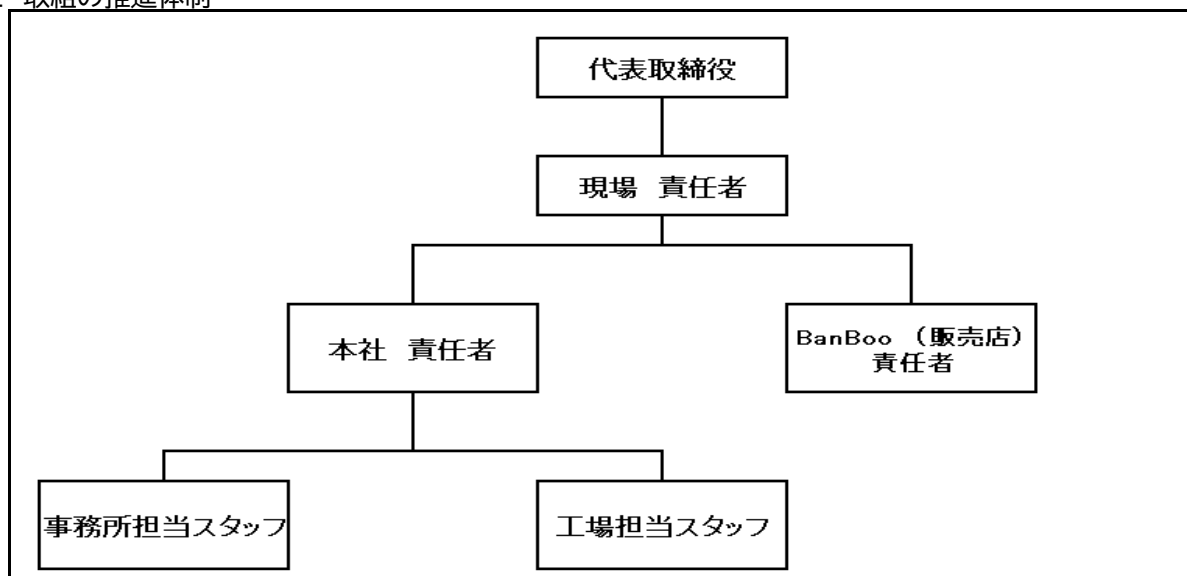 取組の推進体制
代表取締役
現場 責任者
本社 責任者
BanBoo （販売店）
責任者
事務所担当スタッフ
工場担当スタッフ